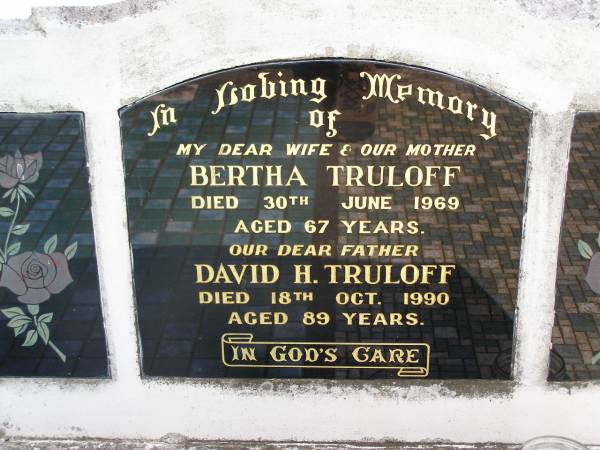 In Loving Memory
of
MY DEAR WIFE & OUR MOTHER
BERTHA TRULOFF
DIED 30TH JUNE 1969
AGED 67 YEARS.
OUR DEAR FATHER
DAVID H. TRULOFF
DIED 18TH OCT. 1990
AGED 89 YEARS.
IN GOD'S CARE